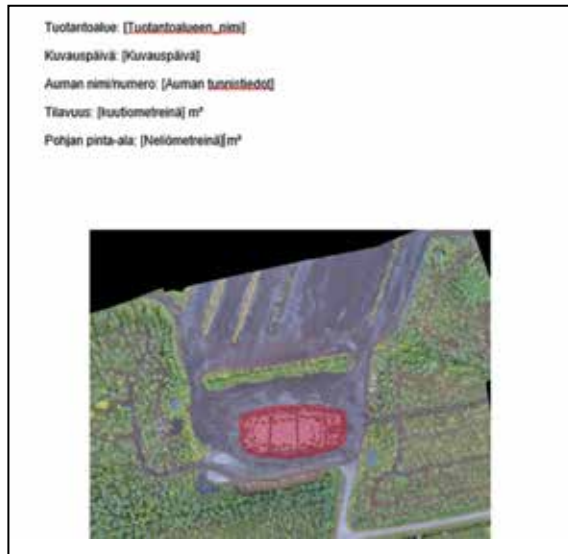 Tuotantoalue: [Tuotantoalueen_nimi]
Kuvauspäivä: [Kuvauspäivä]
Auman nimi/numero: [Auman tunnistiedot]
Tilavuus: [kuutiometreinä] m³
Pohjan pinta-ala: [Neliömetreinä]m²